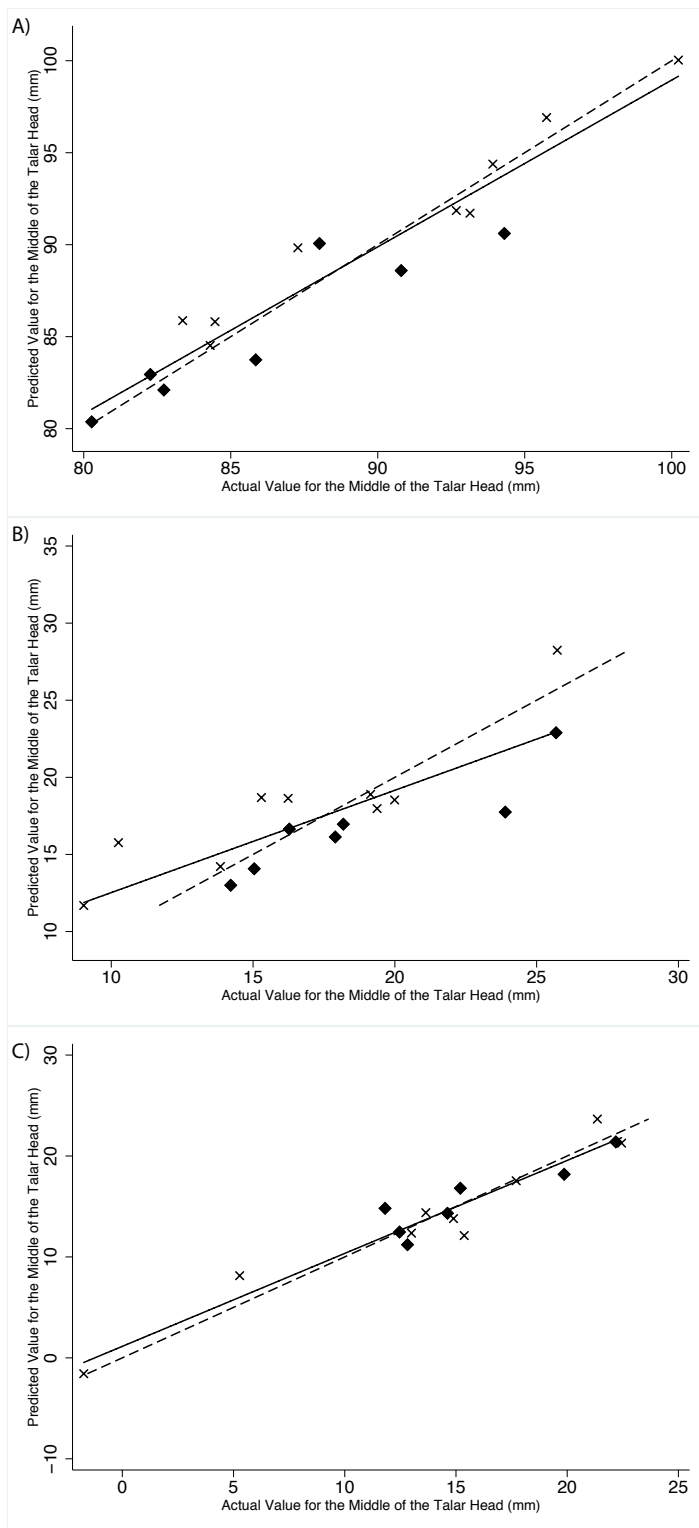 A)
Predicted Value for the Middle of the Talar Head (mm)
100
95
90
85
80
80 85 90 95 100
Actual Value for the Middle of the Talar Head (mm)
B)
Predicted Value for the Middle of the Talar Head (mm)
35
30
25
20
15
10
10 15 20 25 30
Actual Value for the Middle of the Talar Head (mm)
C)
Predicted Value for the Middle of the Talar Head (mm)
30
20
10
0
−10
0 5 10 15 20 25
Actual Value for the Middle of the Talar Head (mm)